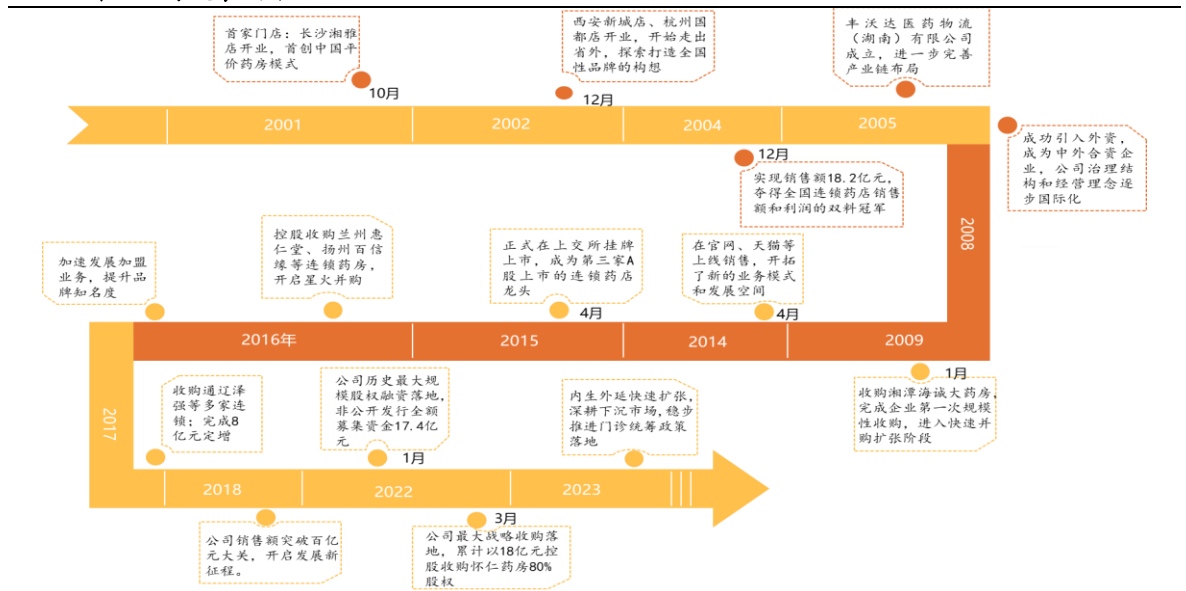 首家门店：长沙湘雅
店开业，首创中国平
价药房模式
10月
西安新城店、杭州国
都店开业，开始走出
省外，探索打造全国
性品牌的构想
12月
丰沃达医药物流
（湖南）有限公司
成立，进一步完善
产业链布局
2001
2002
2004
2005
成功引入外资，
成为中外合资企
业，公司治理结
构和经营理念逐
步国际化
12月
实现销售额18.2亿元，
夺得全国连锁药店销售
额和利润的双料冠军
2008
加速发展加盟
业务，提升品
牌知名度
控股收购兰州惠
仁堂、扬州百信
缘等连锁药房，
开启星火并购
正式在上交所挂牌
上市，成为第三家A
股上市的连锁药店
龙头
4月
在官网、天猫等
上线销售，开拓
了新的业务模式
和发展空间
4月
2016年
2015
2014
2009
1月
收购湘潭海诚大药房，
完成企业第一次规模
性收购，进入快速并
购扩张阶段
2017
收购通辽泽
强等多家连
锁；完成8
亿元定增
公司历史最大规
模股权融资落地，
非公开发行全额
募集资金17.4亿
元
1月
内生外延快速扩张，
深耕下沉市场，稳步
推进门诊统筹政策
落地
2018
2022
2023
公司销售额突破百亿
元大关，开启发展新
征程。
3月
公司最大战略收购落
地，累计以18亿元控
股收购怀仁药房80%
股权